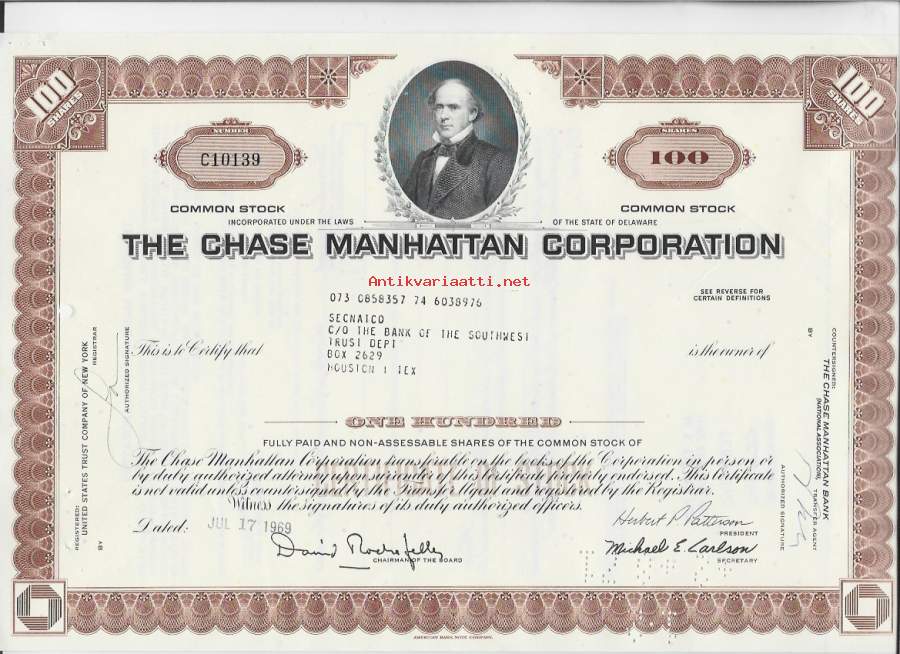 100 SHARES
100 SHARES
NUMBER
C10139
SHARES
100
COMMON STOCK
COMMON STOCK
INCORPORATED UNDER THE LAWS
OF THE STATE OF DELAWARE
THE CHASE MANHATTAN CORPORATION
Antikvariaatti.net
073 0858357 74 6038976
SEE REVERSE FOR
CERTAIN DEFINITIONS
SECNATCO
C/O THE BANK OF THE SOUTHWEST
TRUST DEPT
BOX 2629
HOUSTON 1 TEX
This is to Certify that
is the owner of
ONE HUNDRED
FULLY PAID AND NON-ASSESSABLE SHARES OF THE COMMON STOCK OF
CERTIFICATE OF STOCK
The Chase Manhattan Corporation transferable on the books of the Corporation in person or
by duly authorized attorney upon surrender of this certificate properly endorsed. This certificate
is not valid unless countersigned by the Transfer Agent and registered by the Registrar.
Witness the signatures of its duly authorized officers.
Dated:
JUL 17 1969
David Rockefeller
CHAIRMAN OF THE BOARD
Herbert P. Patterson
PRESIDENT
Michael E. Carlson
SECRETARY
REGISTERED:
UNITED STATES TRUST COMPANY OF NEW YORK
REGISTRAR
BY
AUTHORIZED SIGNATURE
COUNTERSIGNED:
THE CHASE MANHATTAN BANK
(NATIONAL ASSOCIATION),
TRANSFER AGENT
BY
AUTHORIZED SIGNATURE
AMERICAN BANK NOTE COMPANY.